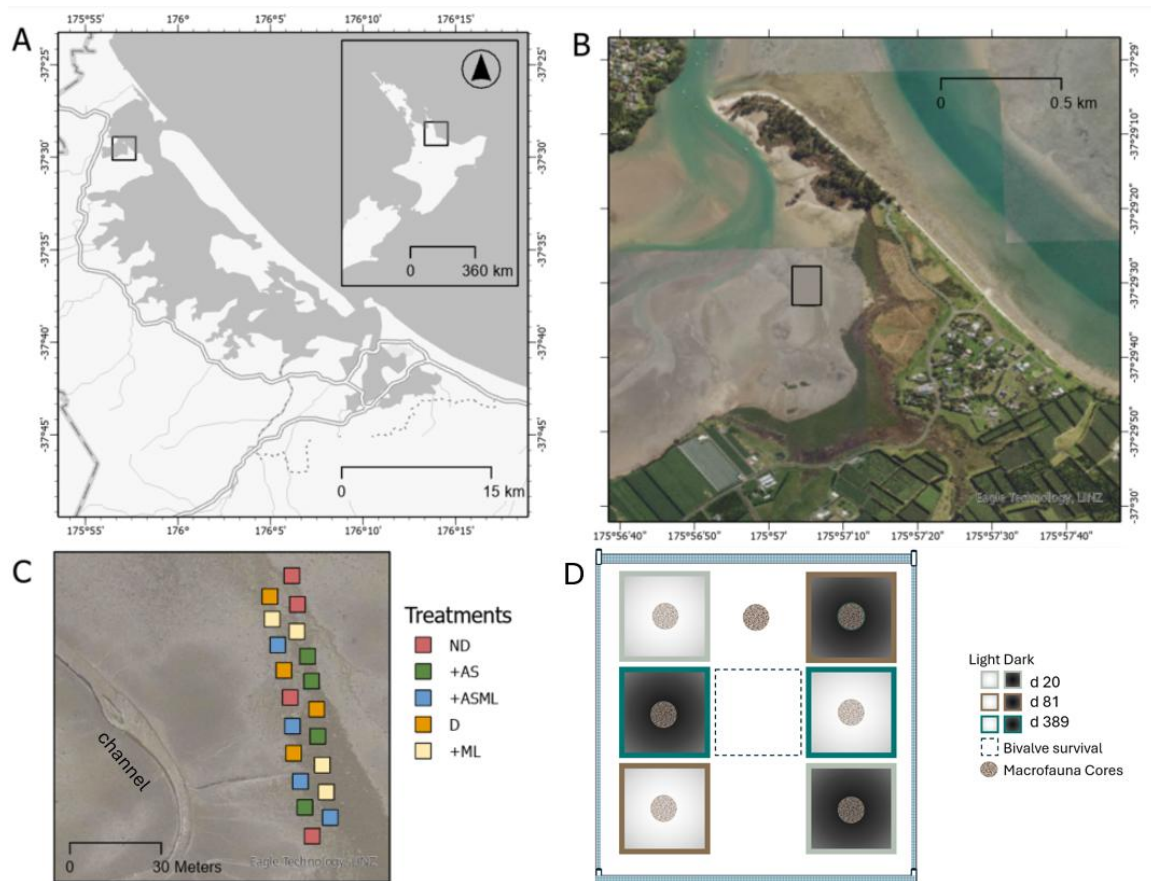 A
175°55' 176° 176°05' 176°10' 176°15'
-37°25'
-37°30'
-37°35'
-37°40'
-37°45'
-37°25'
-37°30'
-37°35'
-37°40'
-37°45'
0 360 km
0 15 km
175°55' 176° 176°05' 176°10' 176°15'
B
0 0.5 km
-37°29'
-37°29'10"
-37°29'20"
-37°29'30"
-37°29'40"
-37°29'50"
-37°30'
Eagle Technology, LINZ
175°56'40" 175°56'50" 175°57' 175°57'10" 175°57'20" 175°57'30" 175°57'40"
C
channel
0 30 Meters
Eagle Technology, LINZ
Treatments
ND
+AS
+ASML
D
+ML
D
Light Dark
d 20
d 81
d 389
Bivalve survival
Macrofauna Cores